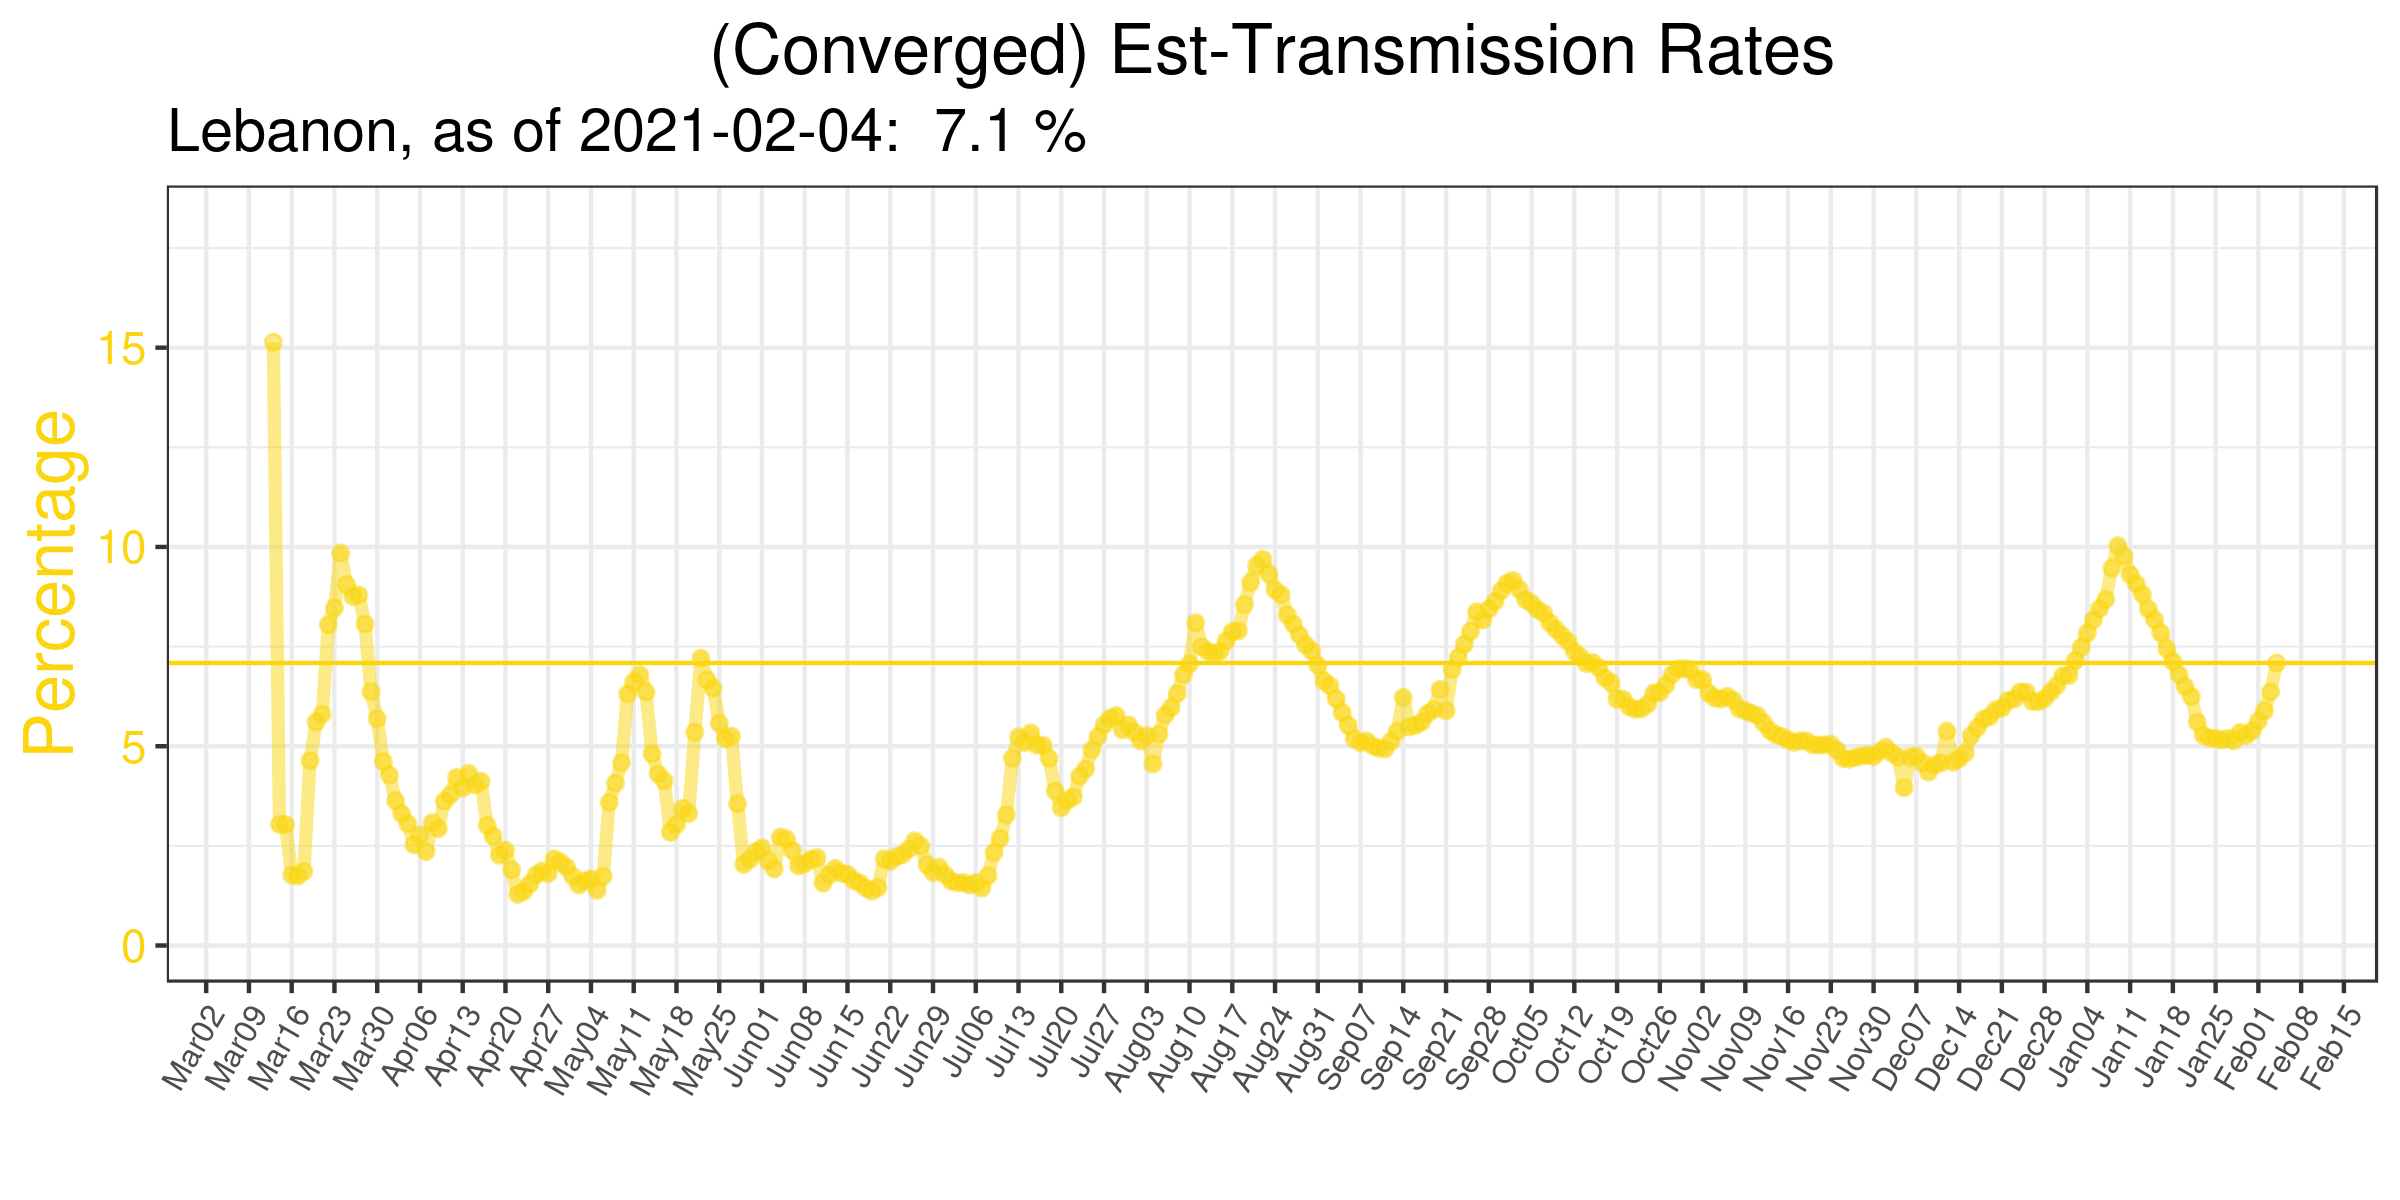 (Converged) Est-Transmission Rates
Lebanon, as of 2021-02-04:  7.1 %
Percentage
15
10
5
0
Mar02
Mar09
Mar16
Mar23
Mar30
Apr06
Apr13
Apr20
Apr27
May04
May11
May18
May25
Jun01
Jun08
Jun15
Jun22
Jun29
Jul06
Jul13
Jul20
Jul27
Aug03
Aug10
Aug17
Aug24
Aug31
Sep07
Sep14
Sep21
Sep28
Oct05
Oct12
Oct19
Oct26
Nov02
Nov09
Nov16
Nov23
Nov30
Dec07
Dec14
Dec21
Dec28
Jan04
Jan11
Jan18
Jan25
Feb01
Feb08
Feb15